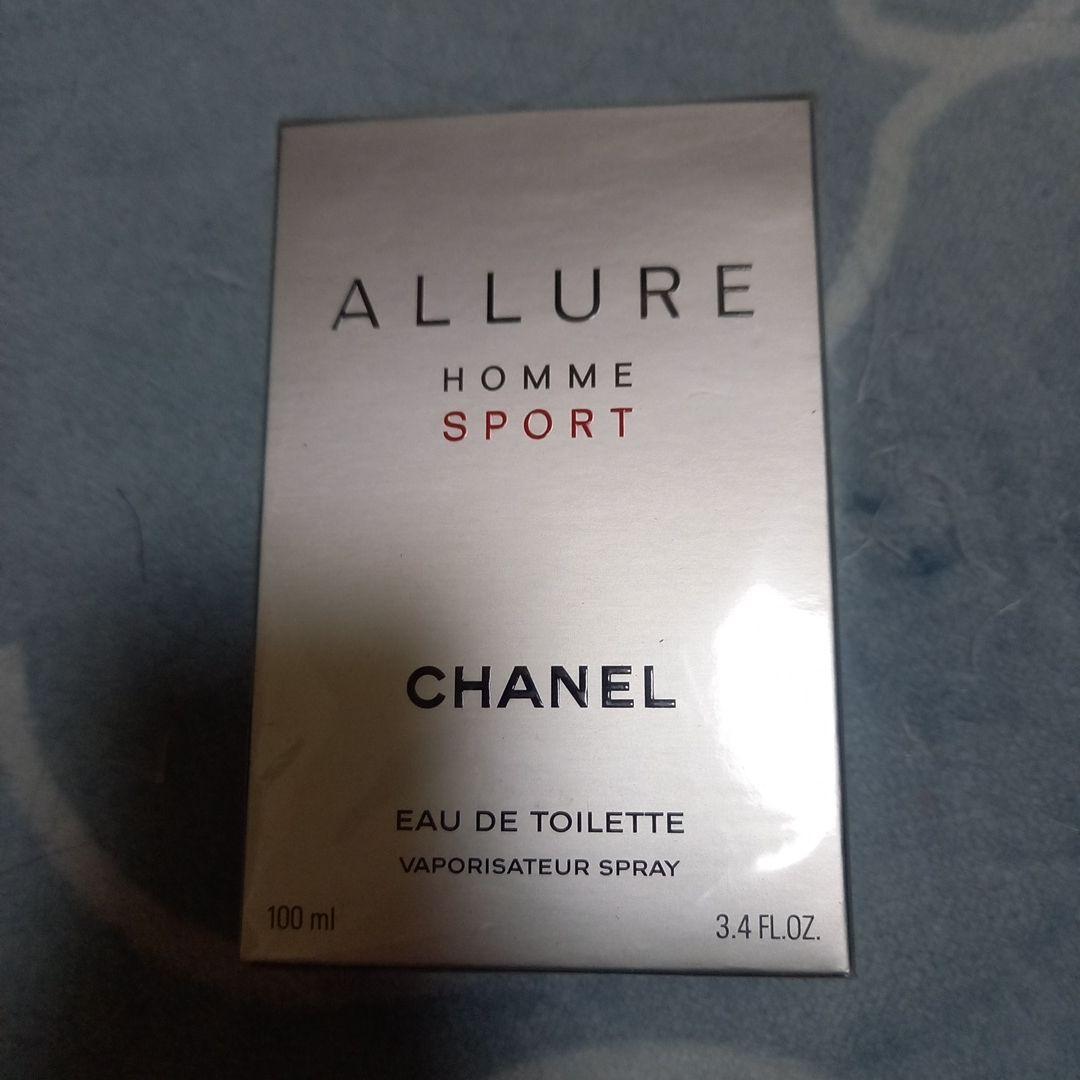 ALLURE
HOMME
SPORT
CHANEL
EAU DE TOILETTE
VAPORISATEUR SPRAY
100 ml
3.4 FL.OZ.